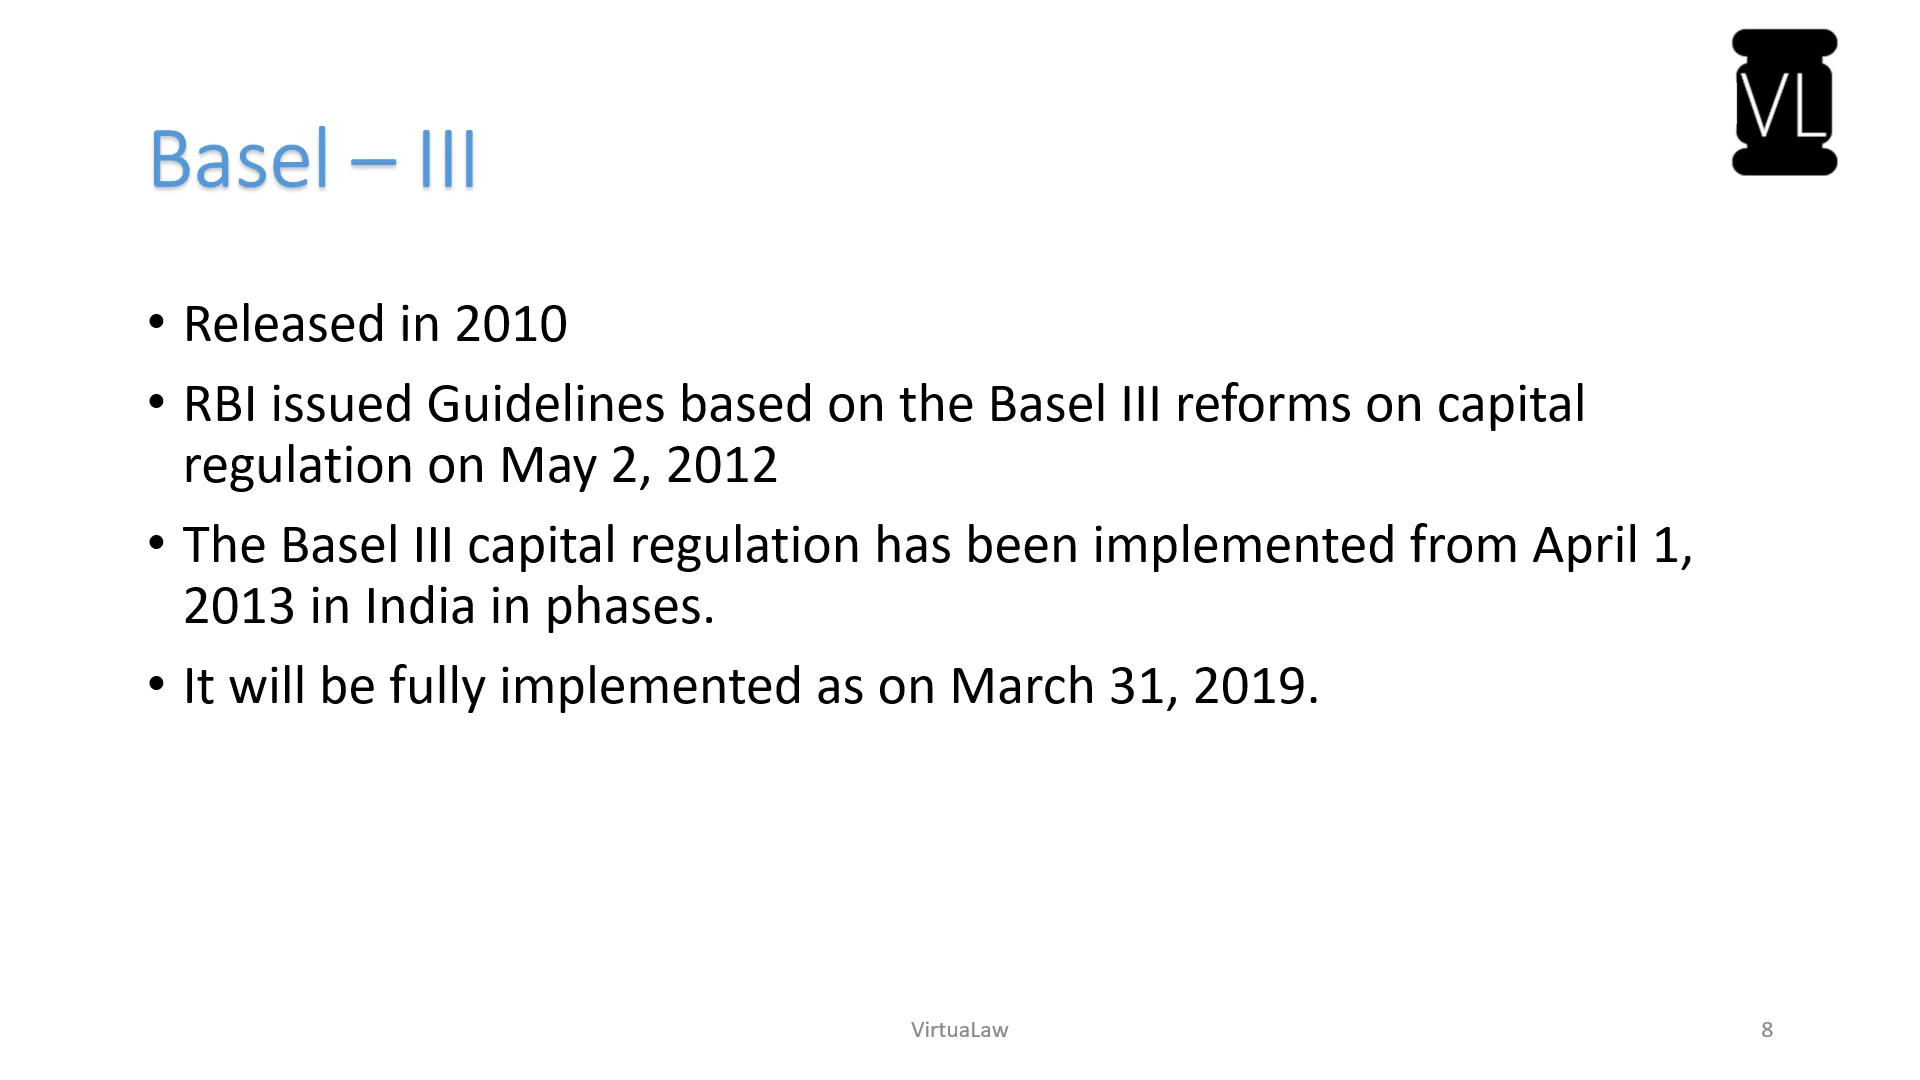 VL
Basel – III
• Released in 2010
• RBI issued Guidelines based on the Basel III reforms on capital
regulation on May 2, 2012
• The Basel III capital regulation has been implemented from April 1,
2013 in India in phases.
• It will be fully implemented as on March 31, 2019.
VirtuaLaw
8